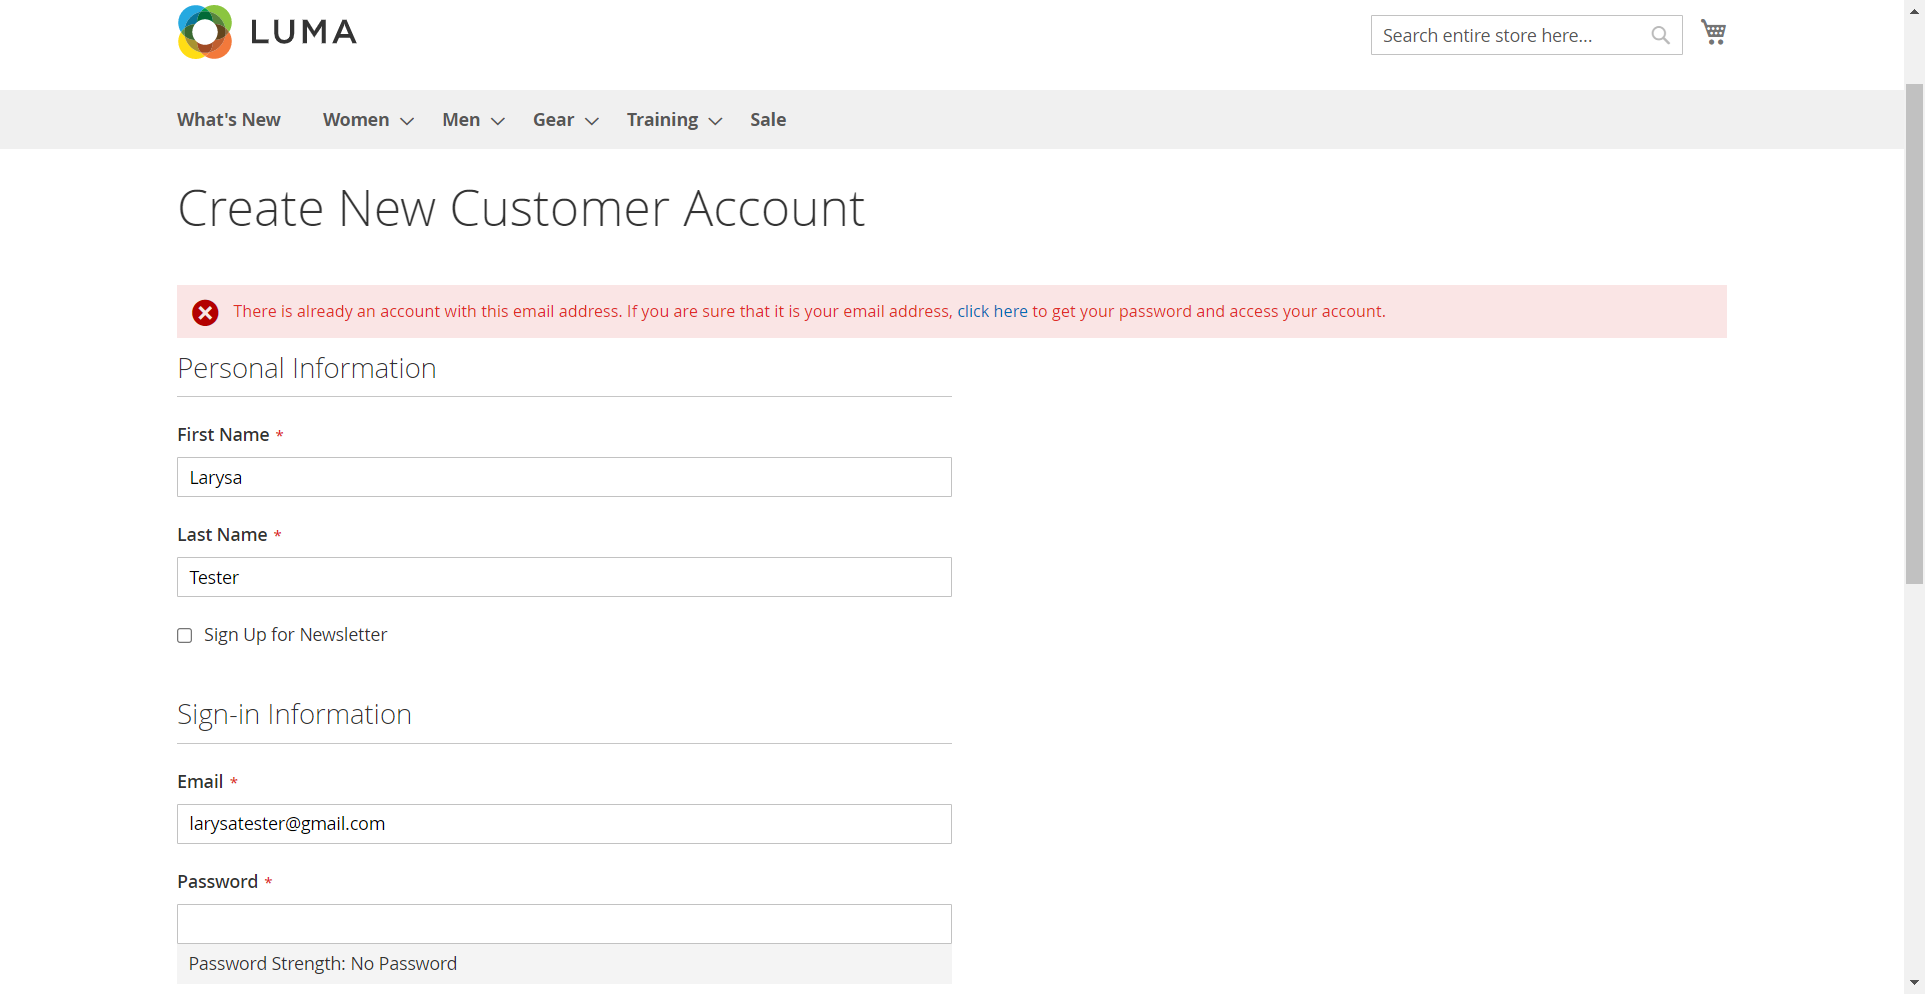 LUMA
Search entire store here...
What's New Women Men Gear Training Sale
Create New Customer Account
There is already an account with this email address. If you are sure that it is your email address, click here to get your password and access your account.
Personal Information
First Name *
Larysa
Last Name *
Tester
Sign Up for Newsletter
Sign-in Information
Email *
larysatester@gmail.com
Password *
Password Strength: No Password